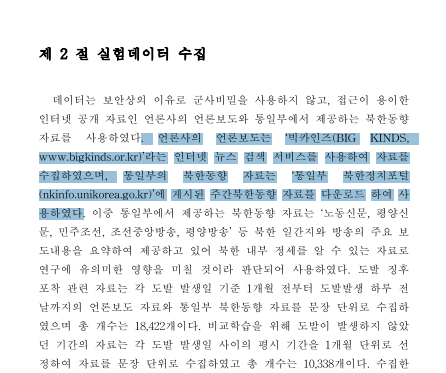 제 2 절 실험데이터 수집
데이터는 보안상의 이유로 군사비밀을 사용하지 않고, 접근이 용이한
인터넷 공개 자료인 언론사의 언론보도와 통일부에서 제공하는 북한동향
자료를 사용하였다. 언론사의 언론보도는 '빅카인즈(BIG KINDS,
www.bigkinds.or.kr)'라는 인터넷 뉴스 검색 서비스를 사용하여 자료를
수집하였으며, 통일부의 북한동향 자료는 '통일부 북한정치포털
(nkinfo.unikorea.go.kr)'에 게시된 주간북한동향 자료를 다운로드 하여 사
용하였다. 이중 통일부에서 제공하는 북한동향 자료는 '노동신문, 평양신
문, 민주조선, 조선중앙방송, 평양방송' 등 북한 일간지와 방송의 주요 보
도내용을 요약하여 제공하고 있어 북한 내부 정세를 알 수 있는 자료로
연구에 유의미한 영향을 미칠 것이라 판단되어 사용하였다. 도발 징후
포착 관련 자료는 각 도발 발생일 기준 1개월 전부터 도발발생 하루 전
날까지의 언론보도 자료와 통일부 북한동향 자료를 문장 단위로 수집하
였으며 총 개수는 18,422개이다. 비교학습을 위해 도발이 발생하지 않았
던 기간의 자료는 각 도발 발생일 사이의 평시 기간을 1개월 단위로 선
정하여 자료를 문장 단위로 수집하였고 총 개수는 10,338개이다. 수집한